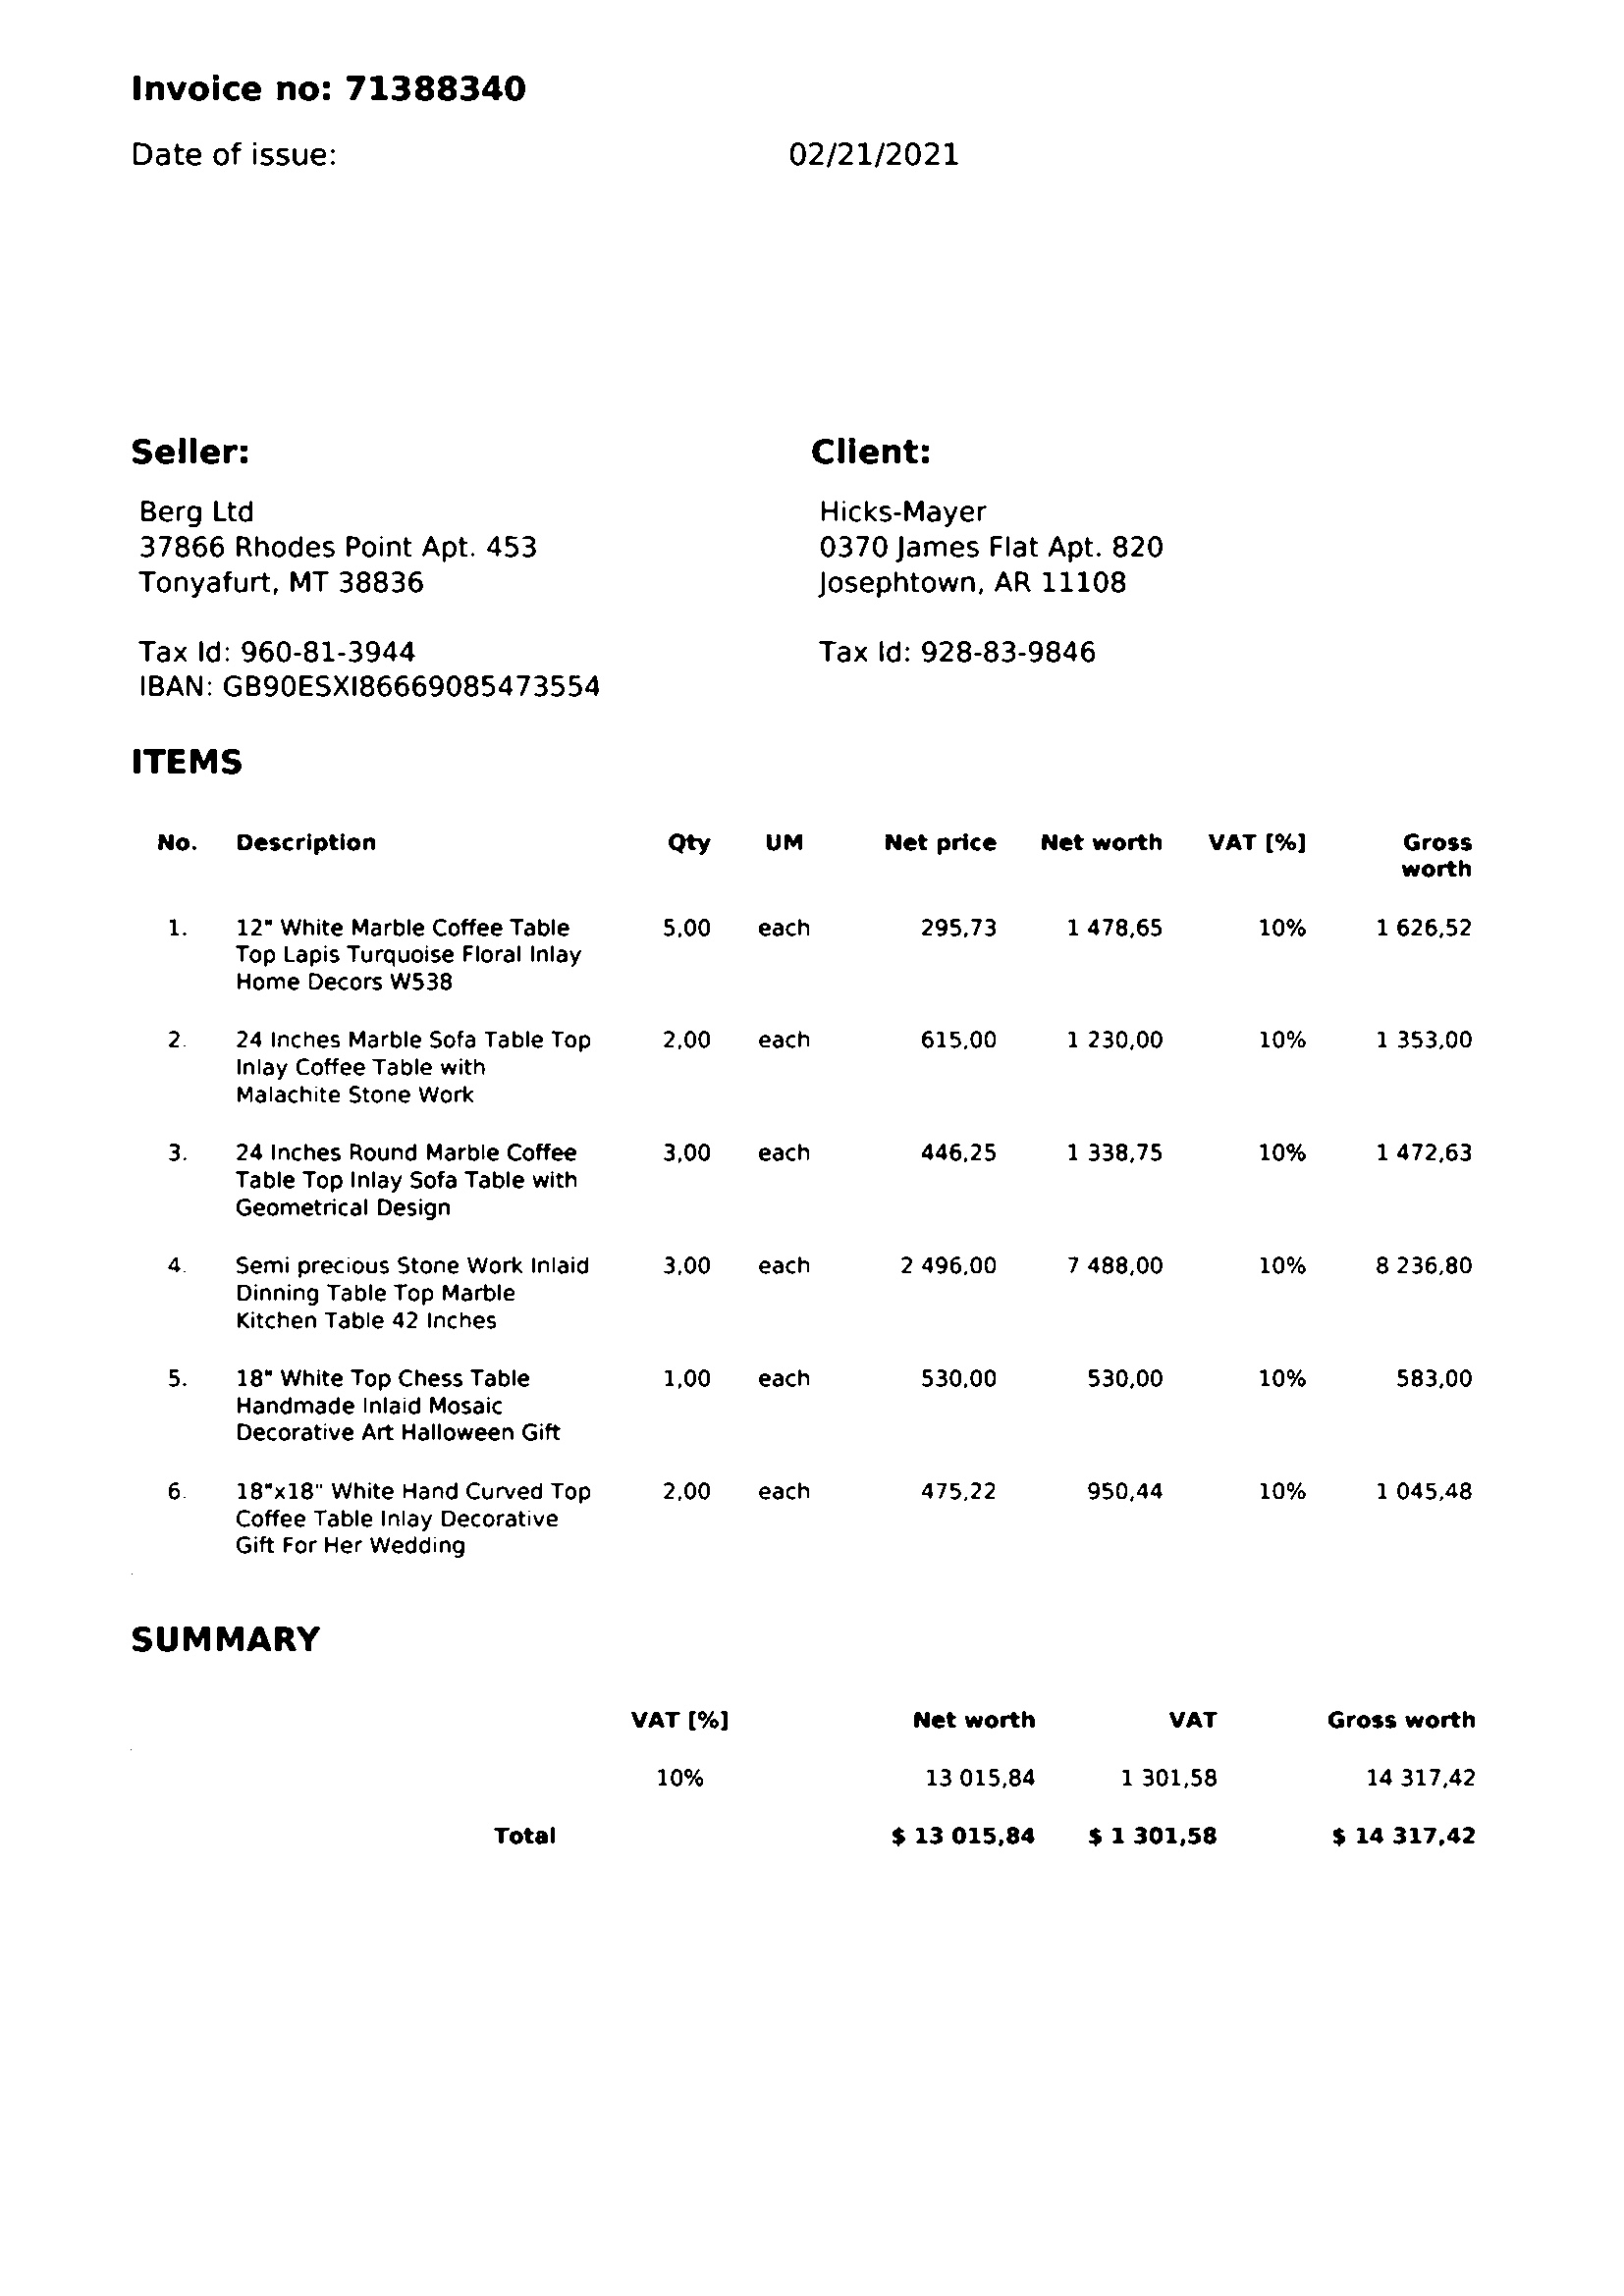 Invoice no: 71388340
Date of issue: 02/21/2021
Seller: Client:
Berg Ltd Hicks-Mayer
37866 Rhodes Point Apt. 453 0370 James Flat Apt. 820
Tonyafurt, MT 38836 Josephtown, AR 11108
Tax Id: 960-81-3944 Tax Id: 928-83-9846
IBAN: GB90ESXI86669085473554
ITEMS
No. Description Qty UM Net price Net worth VAT [%] Gross
worth
1. 12" White Marble Coffee Table 5,00 each 295,73 1 478,65 10% 1 626,52
Top Lapis Turquoise Floral Inlay
Home Decors W538
2. 24 Inches Marble Sofa Table Top 2,00 each 615,00 1 230,00 10% 1 353,00
Inlay Coffee Table with
Malachite Stone Work
3. 24 Inches Round Marble Coffee 3,00 each 446,25 1 338,75 10% 1 472,63
Table Top Inlay Sofa Table with
Geometrical Design
4. Semi precious Stone Work Inlaid 3,00 each 2 496,00 7 488,00 10% 8 236,80
Dinning Table Top Marble
Kitchen Table 42 Inches
5. 18" White Top Chess Table 1,00 each 530,00 530,00 10% 583,00
Handmade Inlaid Mosaic
Decorative Art Halloween Gift
6. 18"x18" White Hand Curved Top 2,00 each 475,22 950,44 10% 1 045,48
Coffee Table Inlay Decorative
Gift For Her Wedding
SUMMARY
VAT [%] Net worth VAT Gross worth
10% 13 015,84 1 301,58 14 317,42
Total $ 13 015,84 $ 1 301,58 $ 14 317,42